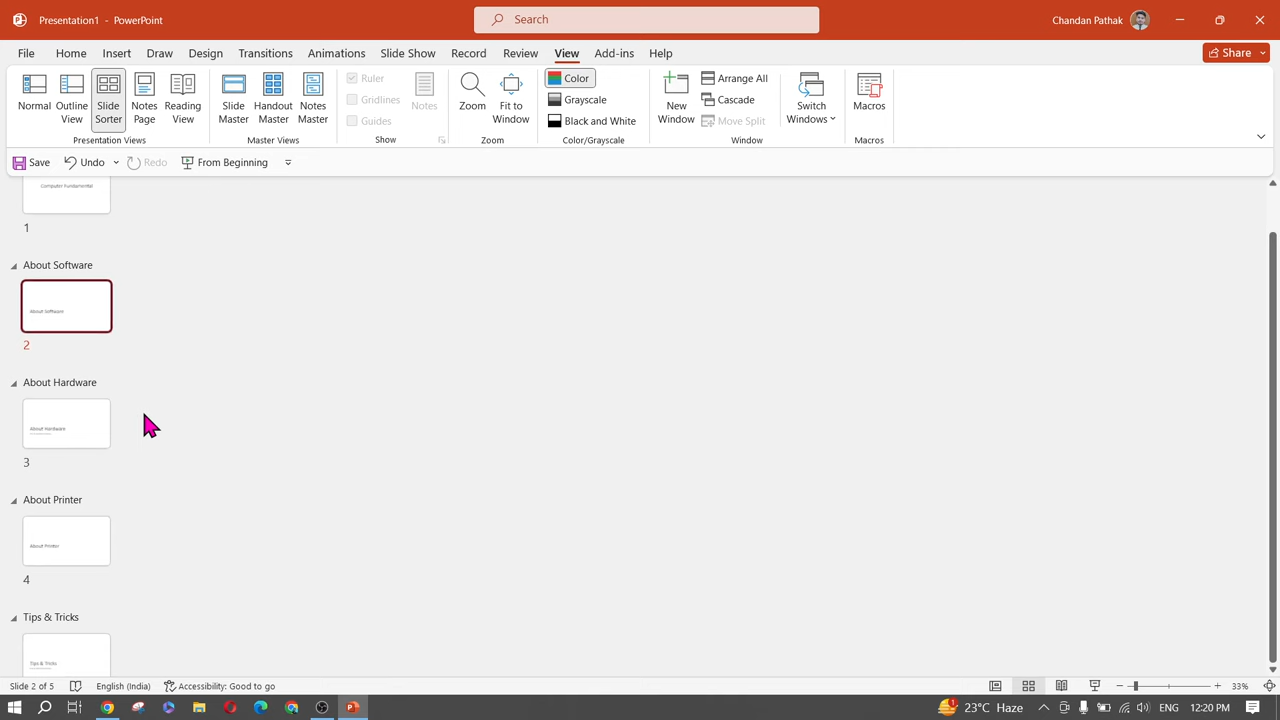 Presentation1 - PowerPoint
Search
Chandan Pathak
File Home Insert Draw Design Transitions Animations Slide Show Record Review View Add-ins Help
Share
Normal
Outline View
Slide Sorter
Notes Page
Reading View
Presentation Views
Slide Master
Handout Master
Notes Master
Master Views
Ruler
Gridlines
Guides
Notes
Show
Zoom
Fit to Window
Zoom
Color
Grayscale
Black and White
Color/Grayscale
New Window
Arrange All
Cascade
Move Split
Switch Windows
Window
Macros
Macros
Save Undo Redo From Beginning
Computer Fundamental
1
About Software
About Software
2
About Hardware
About Hardware
3
About Printer
About Printer
4
Tips & Tricks
Tips & Tricks
Slide 2 of 5 English (India) Accessibility: Good to go 33%
23°C Haze ENG 12:20 PM